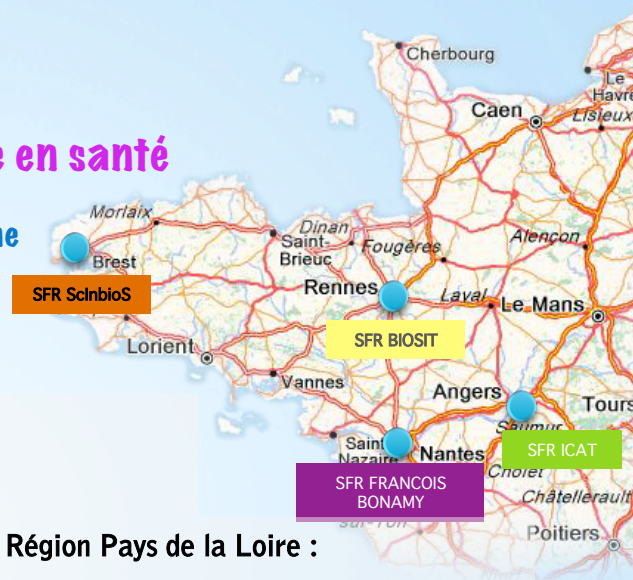 Cherbourg
Le
Havre
Caen
Lisieux
e en santé
Morlaix
ne
Dinan
Saint-
Brieuc
Fougères
Alençon
Brest
Rennes
Laval
Le Mans
SFR ScInbioS
SFR BIOSIT
Lorient
Vannes
Angers
Tours
Saumur
Saint
Nazaire
Nantes
SFR ICAT
Cholet
SFR FRANCOIS
BONAMY
Châtellerault
sur-Yon
Poitiers
Région Pays de la Loire :